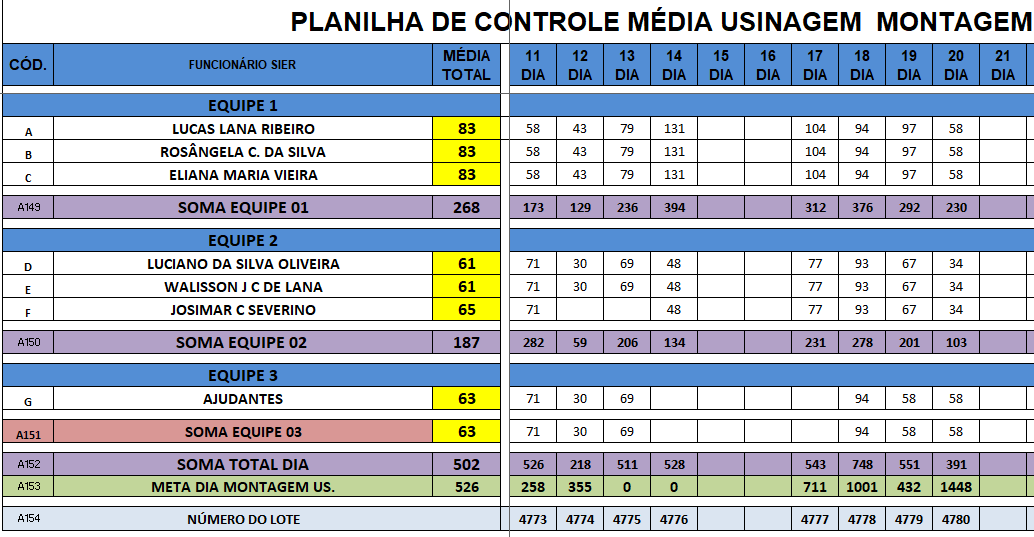 PLANILHA DE CONTROLE MÉDIA USINAGEM MONTAGEM
CÓD. FUNCIONÁRIO SIER MÉDIA TOTAL 11 DIA 12 DIA 13 DIA 14 DIA 15 DIA 16 DIA 17 DIA 18 DIA 19 DIA 20 DIA 21 DIA
EQUIPE 1
A LUCAS LANA RIBEIRO 83 58 43 79 131 104 94 97 58
B ROSÂNGELA C. DA SILVA 83 58 43 79 131 104 94 97 58
C ELIANA MARIA VIEIRA 83 58 43 79 131 104 94 97 58
A149 SOMA EQUIPE 01 268 173 129 236 394 312 376 292 230
EQUIPE 2
D LUCIANO DA SILVA OLIVEIRA 61 71 30 69 48 77 93 67 34
E WALISSON J C DE LANA 61 71 30 69 48 77 93 67 34
F JOSIMAR C SEVERINO 65 71 48 77 93 67 34
A150 SOMA EQUIPE 02 187 282 59 206 134 231 278 201 103
EQUIPE 3
G AJUDANTES 63 71 30 69 94 58 58
A151 SOMA EQUIPE 03 63 71 30 69 94 58 58
A152 SOMA TOTAL DIA 502 526 218 511 528 543 748 551 391
A153 META DIA MONTAGEM US. 526 258 355 0 0 711 1001 432 1448
A154 NÚMERO DO LOTE 4773 4774 4775 4776 4777 4778 4779 4780